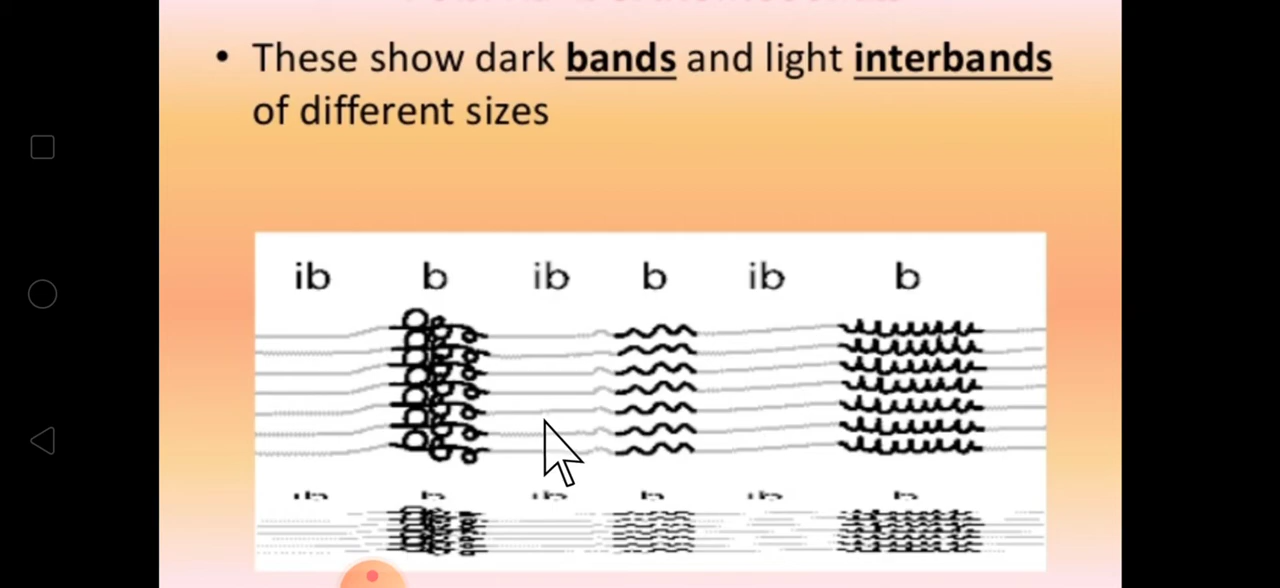 • These show dark bands and light interbands
of different sizes
ib b ib b ib b